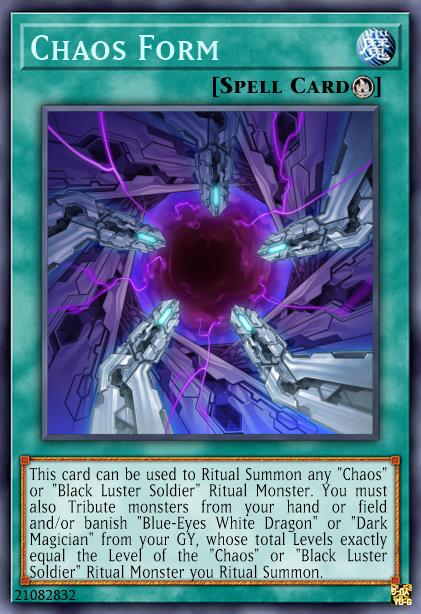 Chaos Form
魔
[Spell Card]
This card can be used to Ritual Summon any "Chaos"
or "Black Luster Soldier" Ritual Monster. You must
also Tribute monsters from your hand or field
and/or banish "Blue-Eyes White Dragon" or "Dark
Magician" from your GY, whose total Levels exactly
equal the Level of the "Chaos" or "Black Luster
Soldier" Ritual Monster you Ritual Summon.
21082832